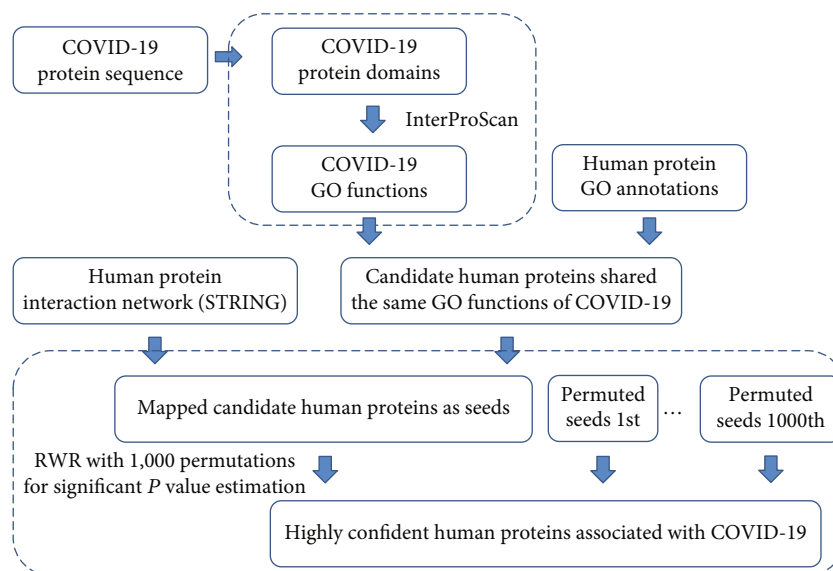 COVID-19
protein sequence
COVID-19
protein domains
InterProScan
COVID-19
GO functions
Human protein
GO annotations
Human protein
interaction network (STRING)
Candidate human proteins shared
the same GO functions of COVID-19
Mapped candidate human proteins as seeds
Permuted
seeds 1st
...
Permuted
seeds 1000th
RWR with 1,000 permutations
for significant P value estimation
Highly confident human proteins associated with COVID-19